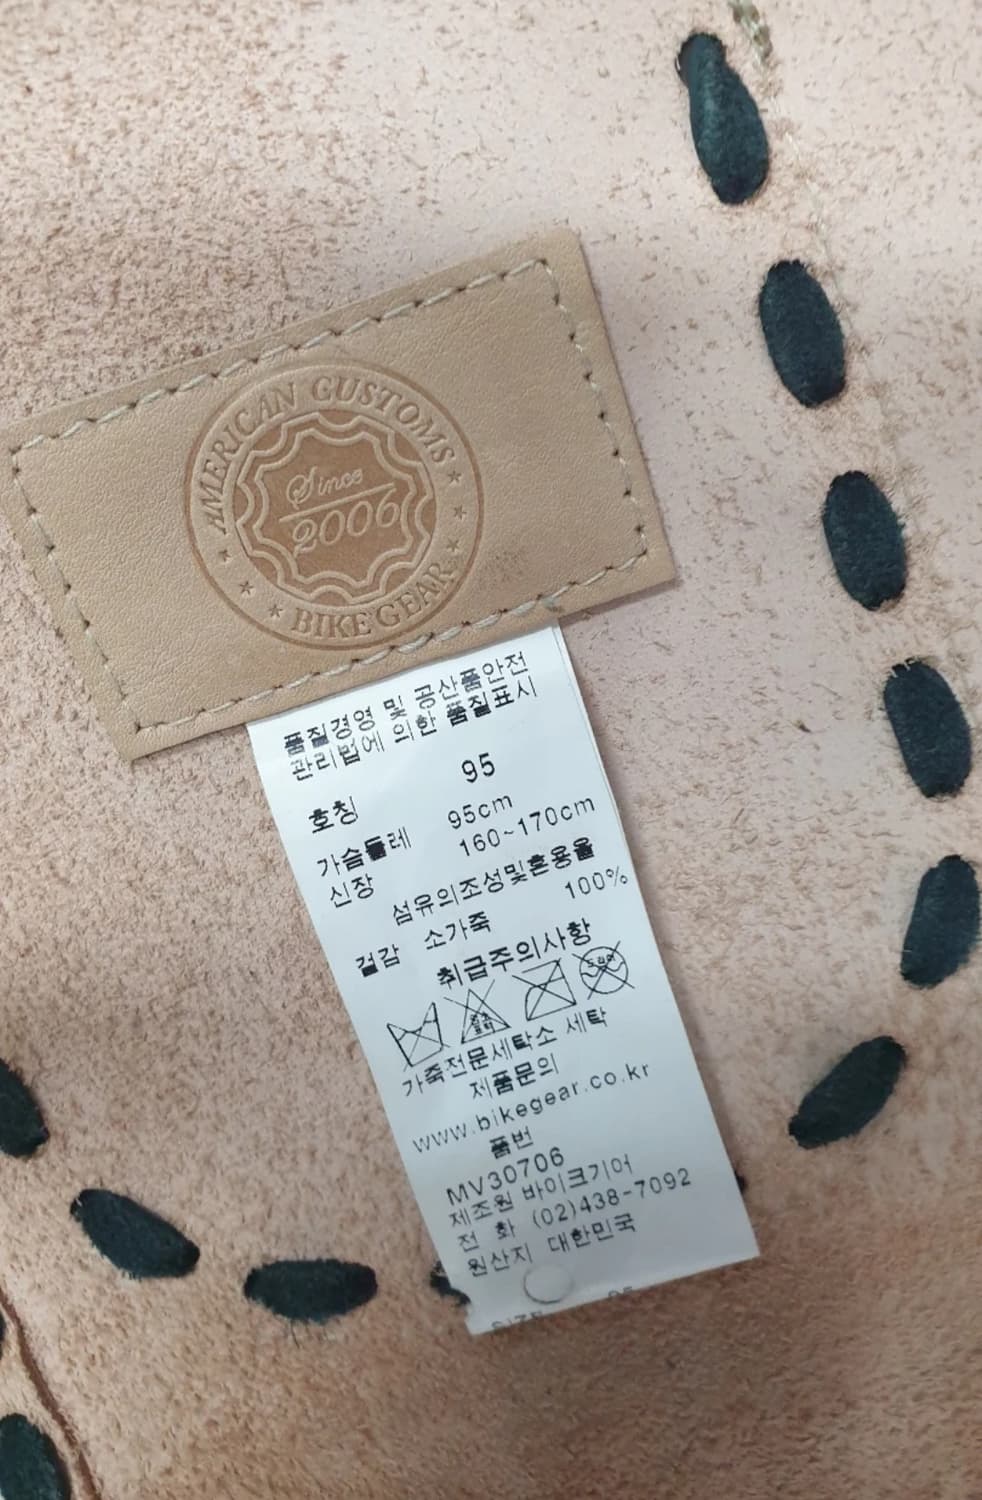 AMERICAN CUSTOMS
Since
2006
BIKE GEAR
품질경영 및 공산품안전
관리법에 의한 품질표시
호칭 95
가슴둘레 95cm
신장 160~170cm
섬유의조성및혼용율
겉감 소가죽 100%
취급주의사항
가죽전문세탁소 세탁
제품문의
www.bikegear.co.kr
품번
MV30706
제조원 바이크기어
전 화 (02)438-7092
원산지 대한민국
SIZE 95